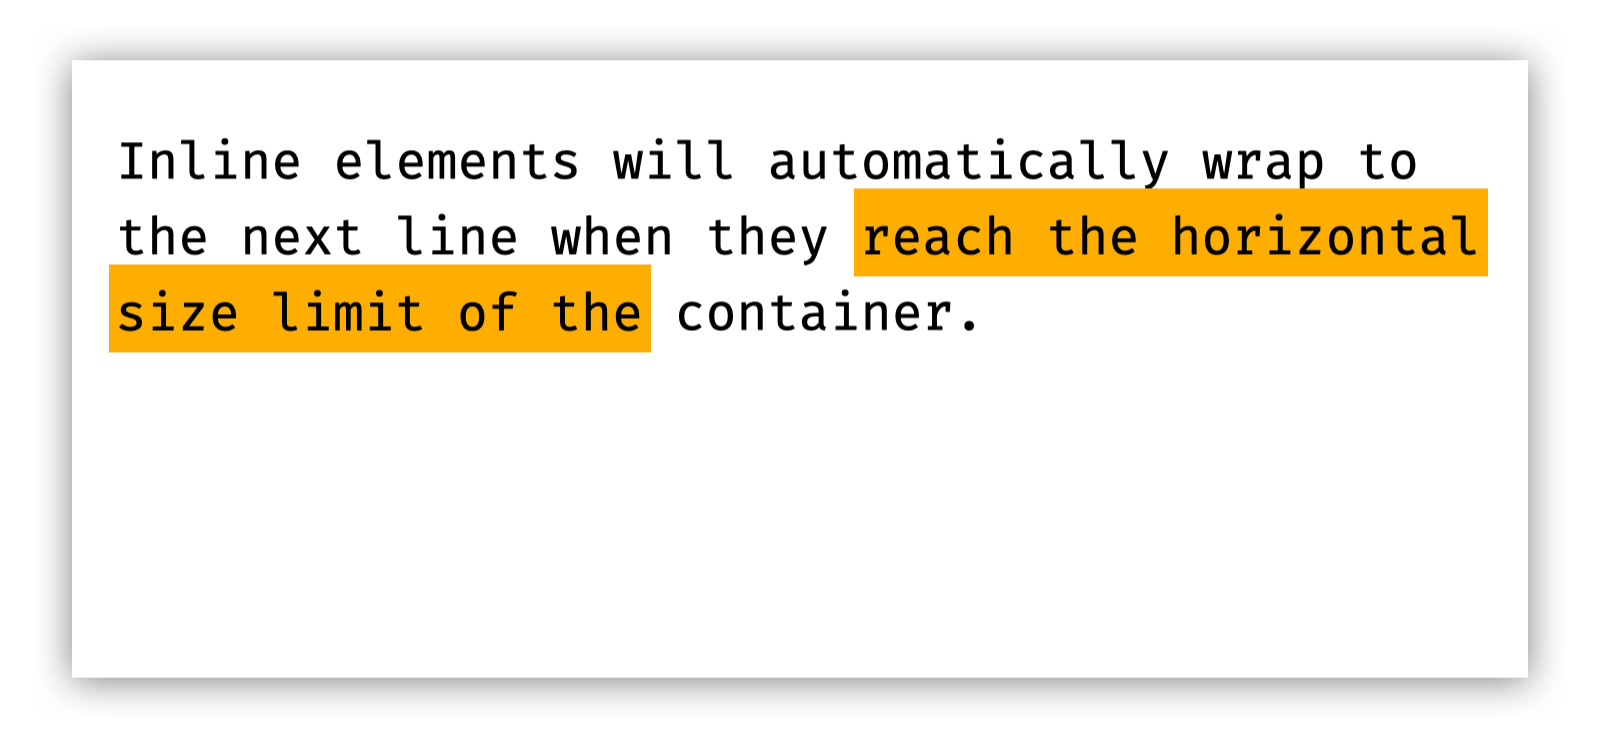 Inline elements will automatically wrap to
the next line when they reach the horizontal
size limit of the container.